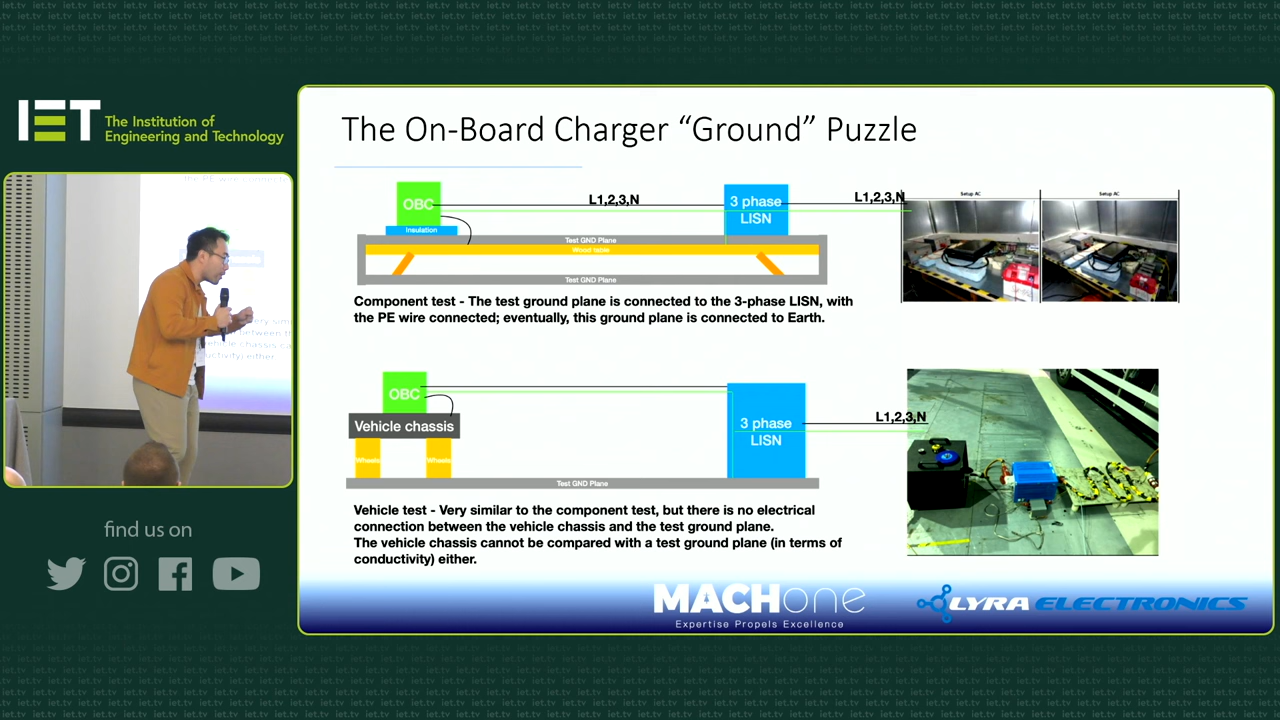 IET The Institution of
Engineering and Technology
find us on
The On-Board Charger “Ground” Puzzle
OBC
L1,2,3,N
3 phase
LISN
L1,2,3,N
Insulation
Test GND Plane
Wood table
Test GND Plane
Setup AC
Setup AC
Component test - The test ground plane is connected to the 3-phase LISN, with
the PE wire connected; eventually, this ground plane is connected to Earth.
OBC
Vehicle chassis
Wheels
Wheels
3 phase
LISN
L1,2,3,N
Test GND Plane
Vehicle test - Very similar to the component test, but there is no electrical
connection between the vehicle chassis and the test ground plane.
The vehicle chassis cannot be compared with a test ground plane (in terms of
conductivity) either.
MACHone
Expertise Propels Excellence
LYRA ELECTRONICS